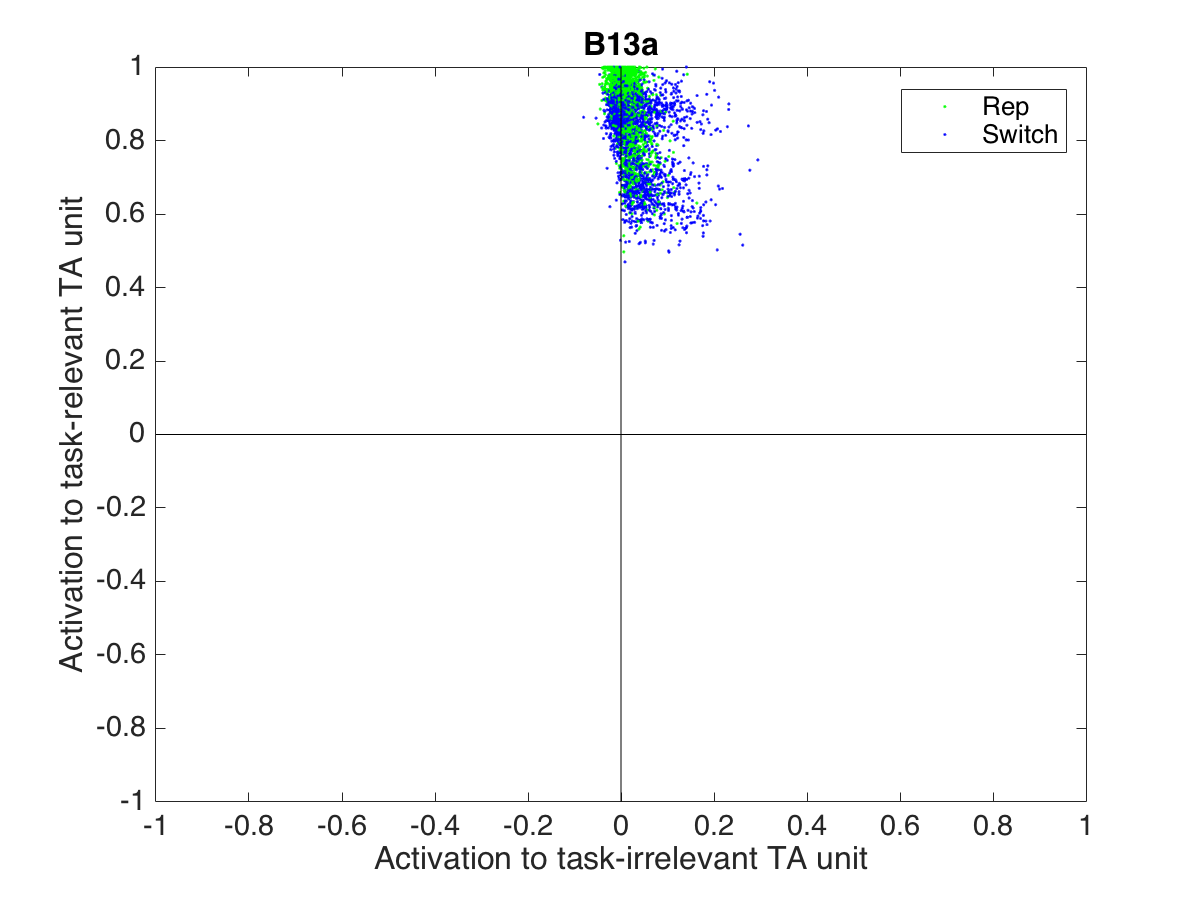 B13a
Rep
Switch
1
0.8
0.6
0.4
0.2
0
-0.2
-0.4
-0.6
-0.8
-1
Activation to task-relevant TA unit
-1 -0.8 -0.6 -0.4 -0.2 0 0.2 0.4 0.6 0.8 1
Activation to task-irrelevant TA unit